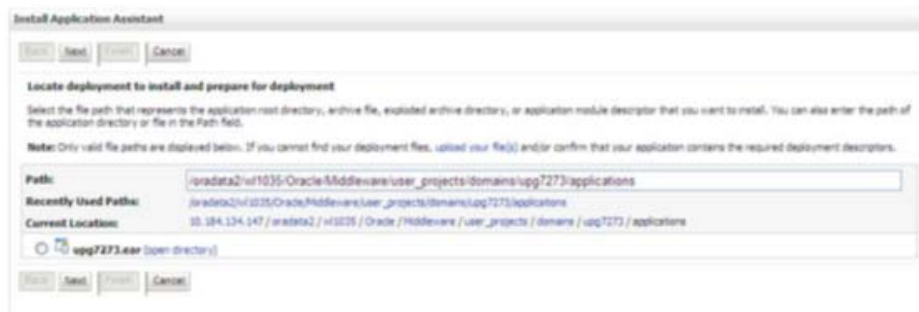 Install Application Assistant
Back Next Finish Cancel
Locate deployment to install and prepare for deployment
Select the file path that represents the application root directory, archive file, exploded archive directory, or application module descriptor that you want to install. You can also enter the path of
the application directory or file in the Path field.
Note: Only valid file paths are displayed below. If you cannot find your deployment files, upload your file(s) and/or confirm that your application contains the required deployment descriptors.
Path: /oradata2/wl1035/Oracle/Middleware/user_projects/domains/upg7273/applications
Recently Used Paths: /oradata2/wl1035/Oracle/Middleware/user_projects/domains/upg7273/applications
Current Location: 10.184.134.147 / oradata2 / wl1035 / Oracle / Middleware / user_projects / domains / upg7273 / applications
upg7273.ear (open directory)
Back Next Finish Cancel